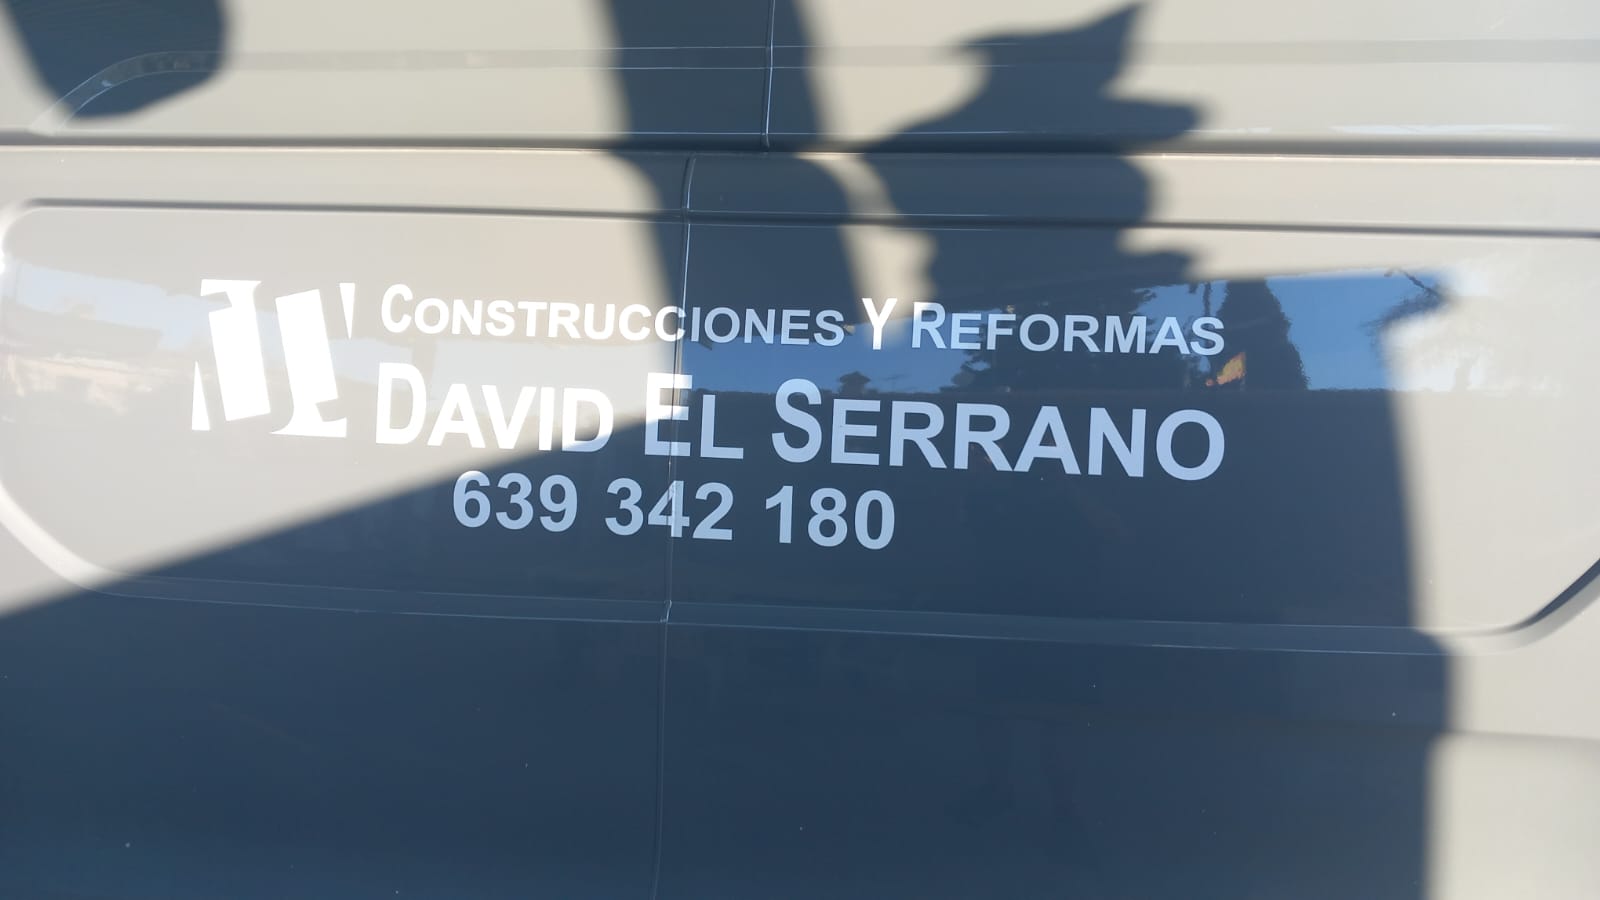 CONSTRUCCIONES Y REFORMAS
DAVID EL SERRANO
639 342 180